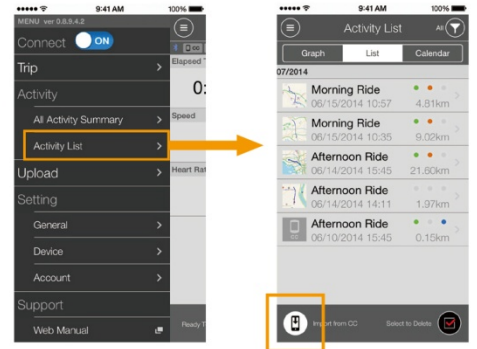 9:41 AM 100%
MENU ver 0.8.9.4.2
Connect ON
Trip
Activity
All Activity Summary
Activity List
Upload
Setting
General
Device
Account
Support
Web Manual
Elapsed
0:
Speed
Heart Rat
Ready T
9:41 AM 100%
Activity List All
Graph List Calendar
07/2014
Morning Ride
06/15/2014 10:57 4.81km
Morning Ride
06/15/2014 10:35 9.02km
Afternoon Ride
06/14/2014 15:45 21.60km
Afternoon Ride
06/14/2014 14:11 1.97km
Afternoon Ride
06/10/2014 15:45 0.15km
Import from CC Select to Delete